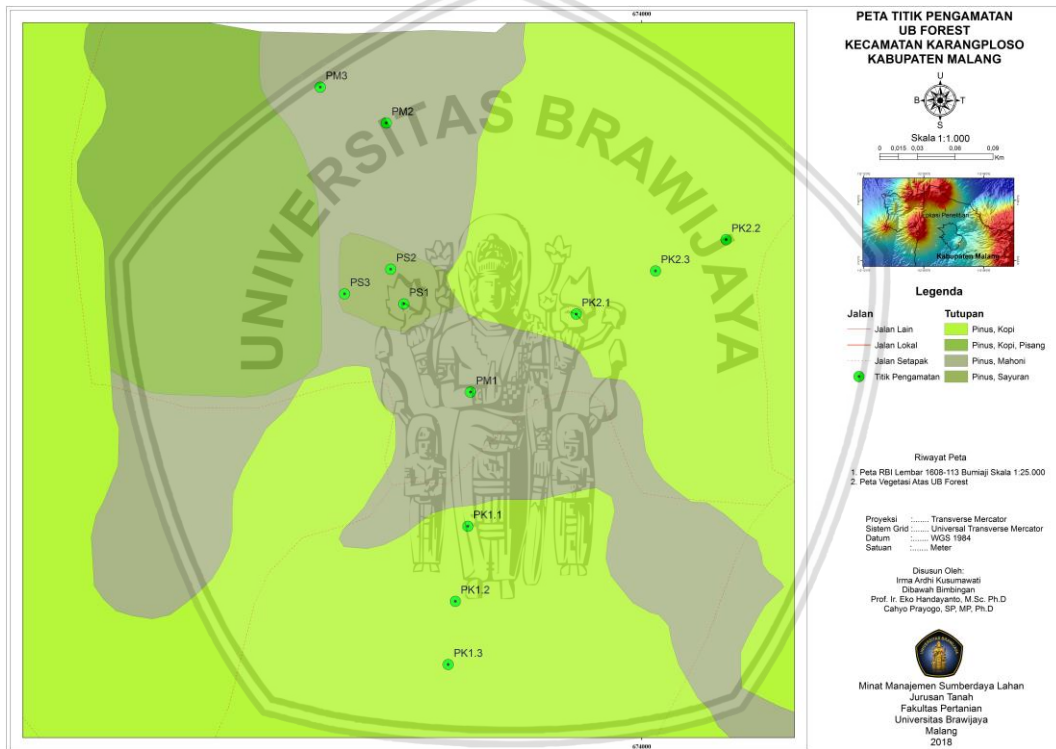 674000
PM3
PM2
UNIVERSITAS BRAWIJAYA
PK2.2
PK2.3
PS2
PS3
PS1
PK2.1
PM1
PK1.1
PK1.2
PK1.3
674000
PETA TITIK PENGAMATAN
UB FOREST
KECAMATAN KARANGPLOSO
KABUPATEN MALANG
U
B T
S
Skala 1:1.000
0 0,015 0,03 0,06 0,09
Km
Lokasi Penelitian
Kabupaten Malang
Legenda
Jalan
Jalan Lain
Jalan Lokal
Jalan Setapak
Titik Pengamatan
Tutupan
Pinus, Kopi
Pinus, Kopi, Pisang
Pinus, Mahoni
Pinus, Sayuran
Riwayat Peta
1. Peta RBI Lembar 1608-113 Bumiaji Skala 1:25.000
2. Peta Vegetasi Atas UB Forest
Proyeksi :....... Transverse Mercator
Sistem Grid :....... Universal Transverse Mercator
Datum :....... WGS 1984
Satuan :....... Meter
Disusun Oleh:
Irma Ardhi Kusumawati
Dibawah Bimbingan
Prof. Ir. Eko Handayanto, M.Sc. Ph.D
Cahyo Prayogo, SP, MP, Ph.D
Minat Manajemen Sumberdaya Lahan
Jurusan Tanah
Fakultas Pertanian
Universitas Brawijaya
Malang
2018